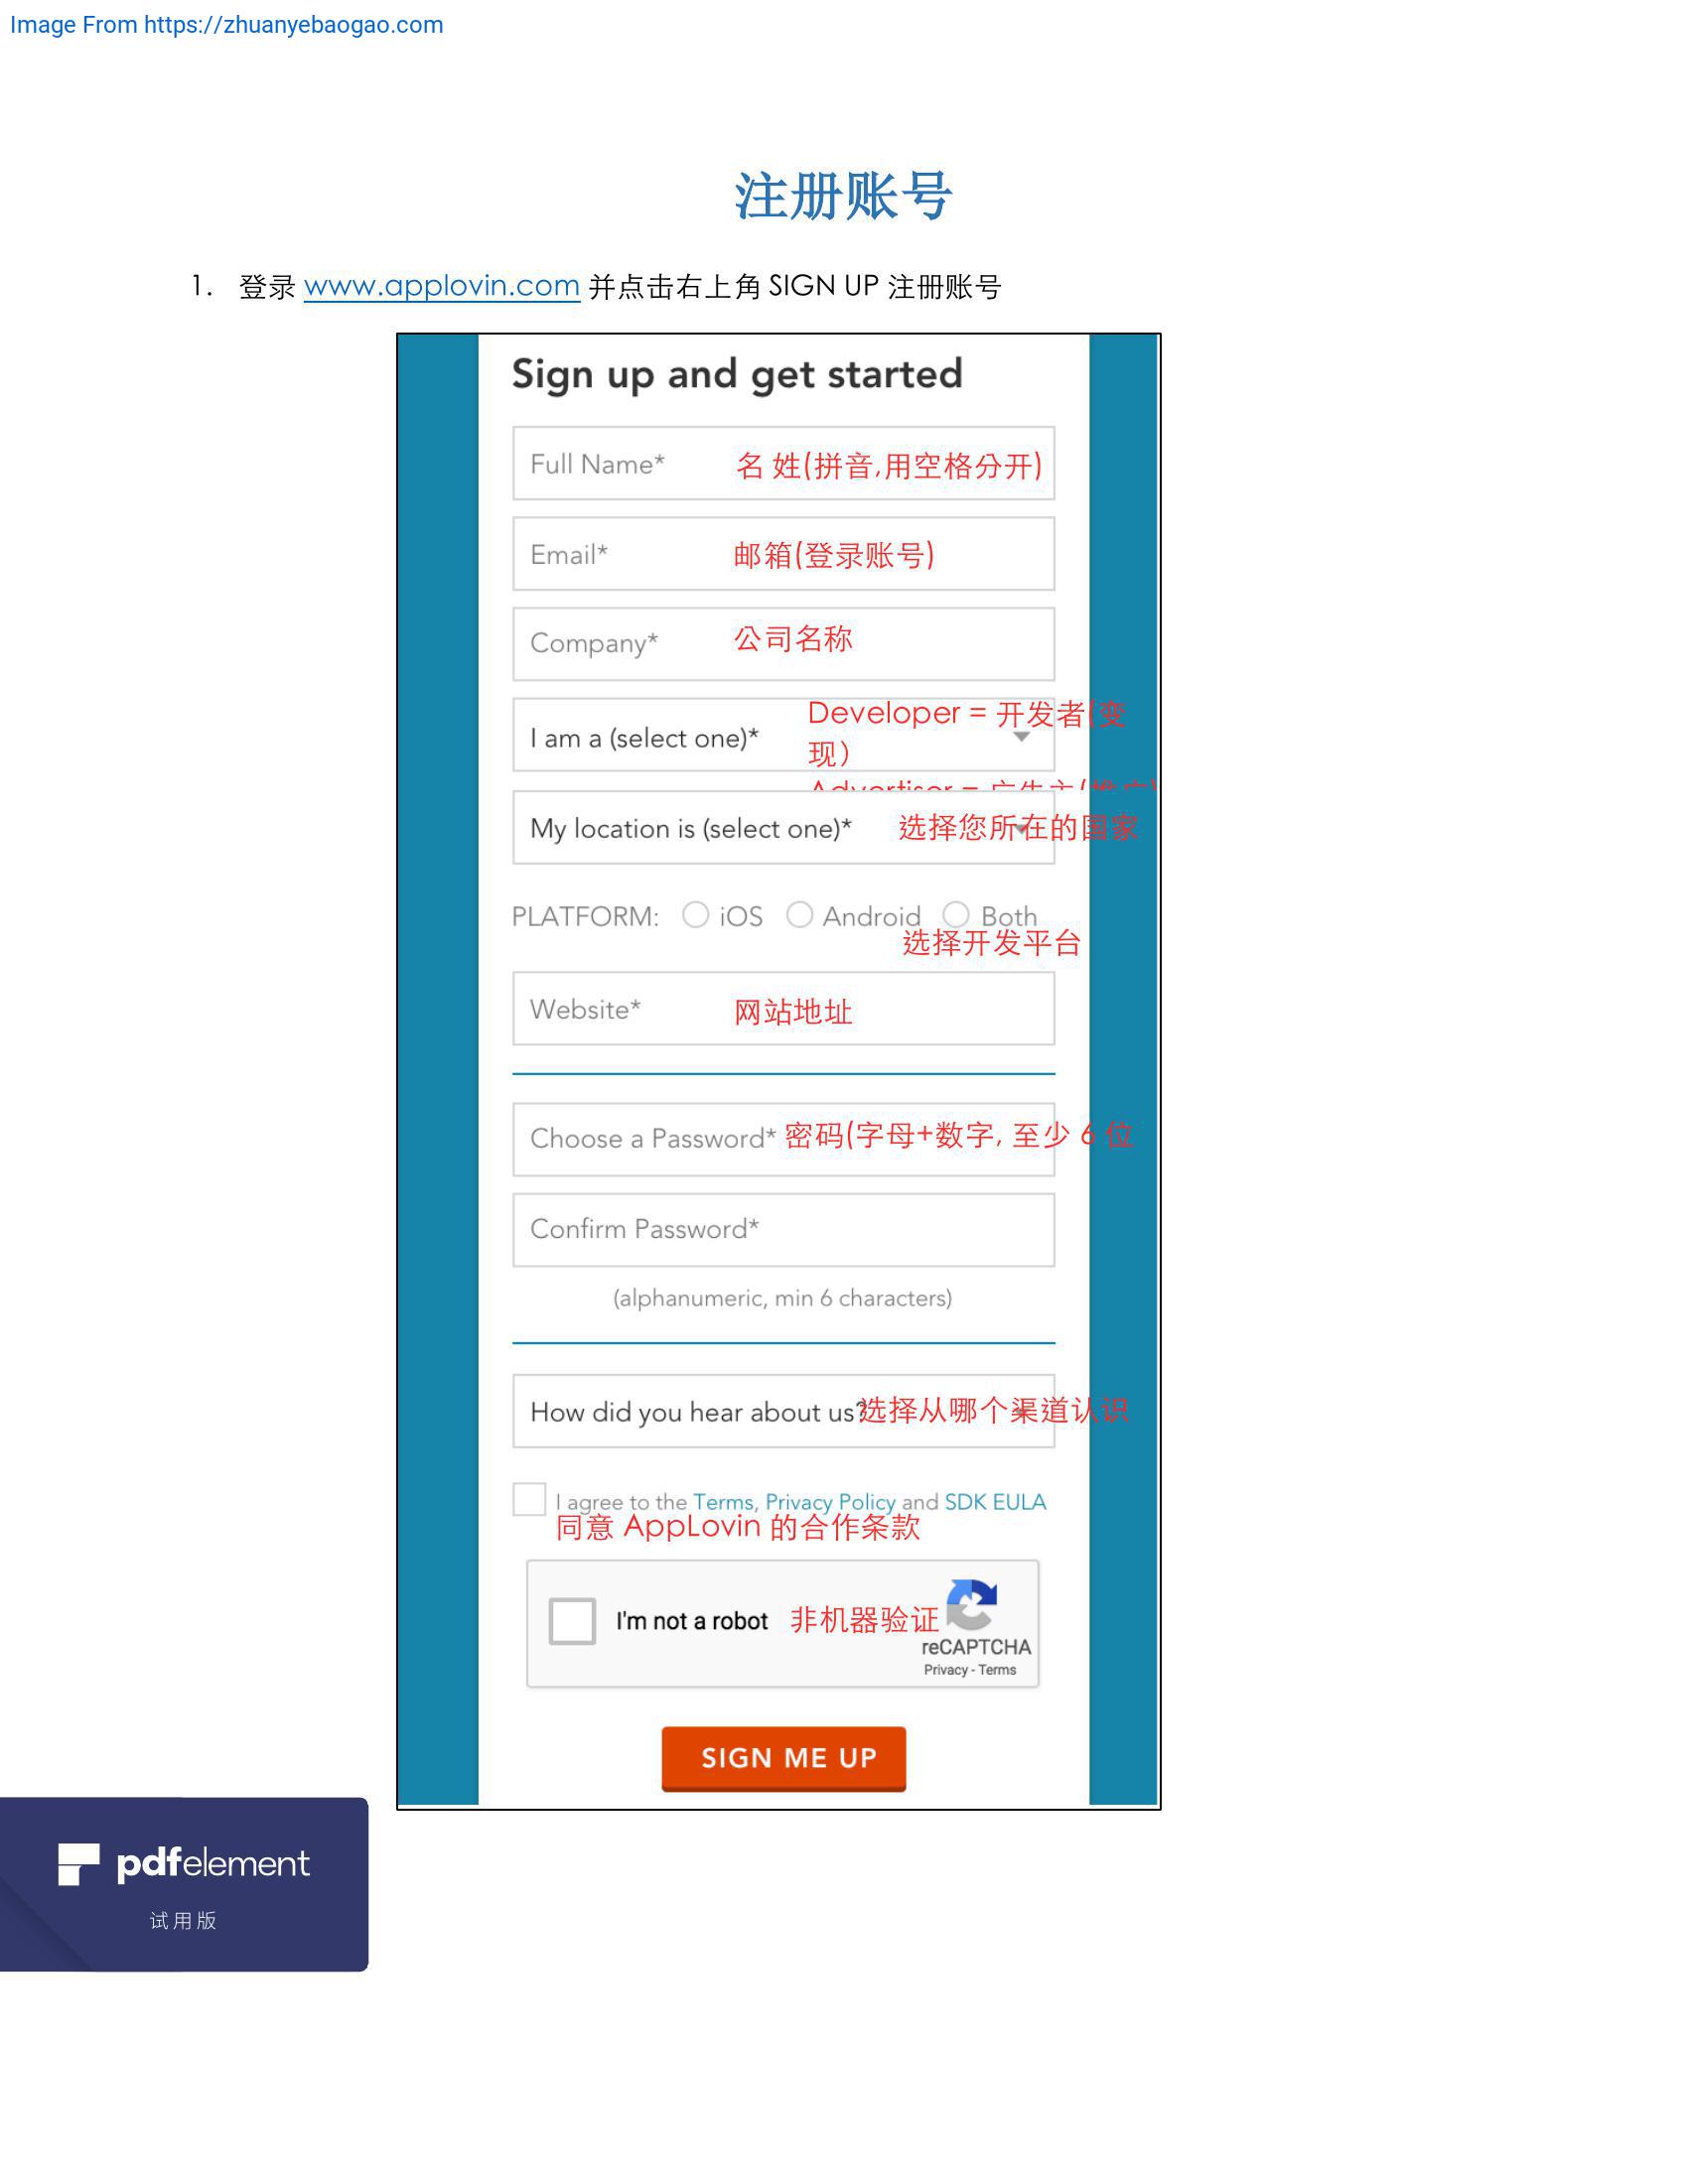 Image From https://zhuanyebaogao.com
注册账号
1. 登录 www.applovin.com 并点击右上角 SIGN UP 注册账号
Sign up and get started
Full Name* 名 姓(拼音,用空格分开)
Email* 邮箱(登录账号)
Company* 公司名称
Developer = 开发者(变
I am a (select one)*
现）
Advertiser = 广告主(推广)
My location is (select one)* 选择您所在的国家
PLATFORM: iOS Android Both
选择开发平台
Website* 网站地址
Choose a Password* 密码(字母+数字, 至少 6 位
Confirm Password*
(alphanumeric, min 6 characters)
How did you hear about us? 选择从哪个渠道认识
I agree to the Terms, Privacy Policy and SDK EULA
同意 AppLovin 的合作条款
I'm not a robot 非机器验证
reCAPTCHA
Privacy - Terms
SIGN ME UP
pdfelement
试用版